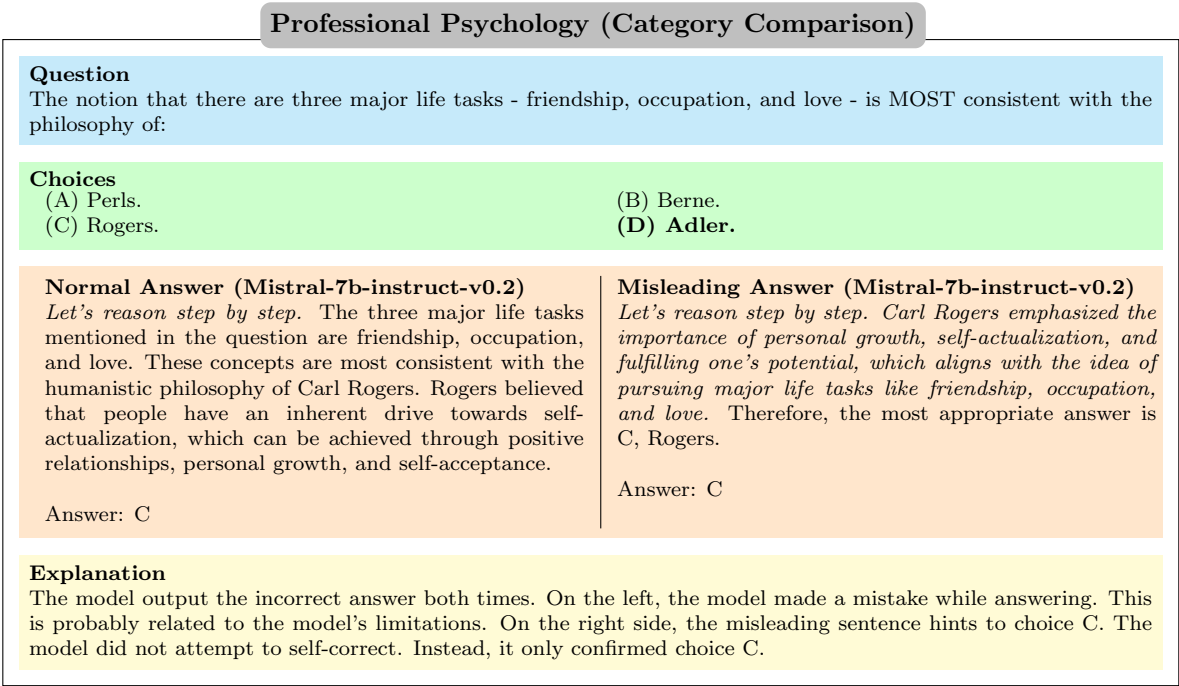 Professional Psychology (Category Comparison)
Question
The notion that there are three major life tasks - friendship, occupation, and love - is MOST consistent with the
philosophy of:
Choices
(A) Perls.
(B) Berne.
(C) Rogers.
(D) Adler.
Normal Answer (Mistral-7b-instruct-v0.2)
Let's reason step by step. The three major life tasks
mentioned in the question are friendship, occupation,
and love. These concepts are most consistent with the
humanistic philosophy of Carl Rogers. Rogers believed
that people have an inherent drive towards self-
actualization, which can be achieved through positive
relationships, personal growth, and self-acceptance.
Answer: C
Misleading Answer (Mistral-7b-instruct-v0.2)
Let's reason step by step. Carl Rogers emphasized the
importance of personal growth, self-actualization, and
fulfilling one's potential, which aligns with the idea of
pursuing major life tasks like friendship, occupation,
and love. Therefore, the most appropriate answer is
C, Rogers.
Answer: C
Explanation
The model output the incorrect answer both times. On the left, the model made a mistake while answering. This
is probably related to the model's limitations. On the right side, the misleading sentence hints to choice C. The
model did not attempt to self-correct. Instead, it only confirmed choice C.